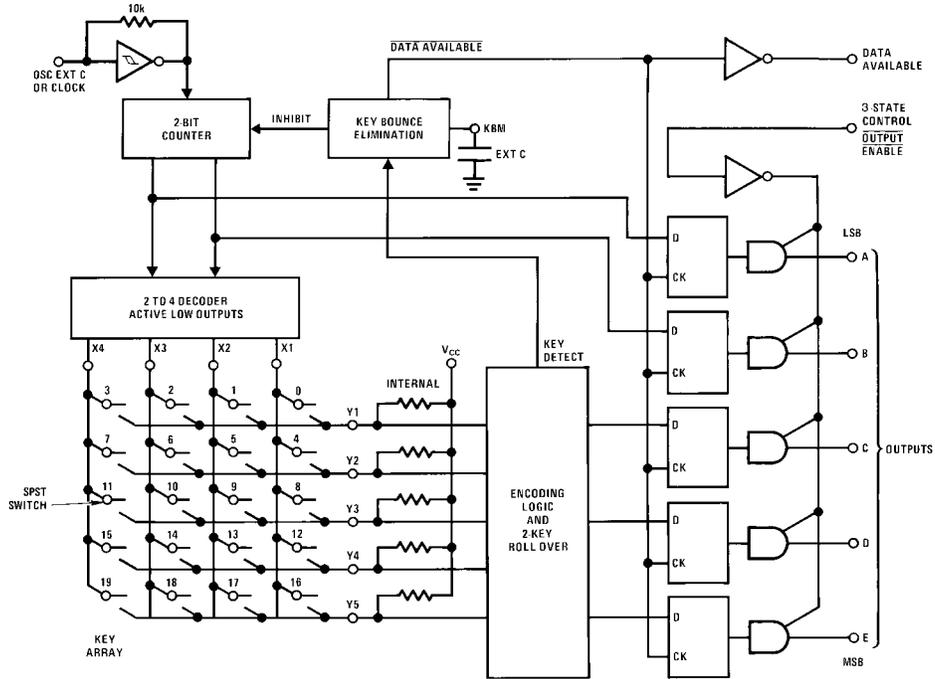 10k
OSC EXT C
OR CLOCK
2-BIT
COUNTER
INHIBIT
DATA AVAILABLE
KEY BOUNCE
ELIMINATION
KBM
EXT C
DATA
AVAILABLE
3-STATE
CONTROL
OUTPUT
ENABLE
2 TO 4 DECODER
ACTIVE LOW OUTPUTS
X4
X3
X2
X1
KEY
DETECT
VCC
INTERNAL
3
2
1
0
Y1
7
6
5
4
Y2
SPST
SWITCH
11
10
9
8
Y3
15
14
13
12
Y4
19
18
17
16
Y5
KEY
ARRAY
ENCODING
LOGIC
AND
2-KEY
ROLL OVER
D
CK
LSB
A
D
CK
B
D
CK
C
OUTPUTS
D
CK
D
D
CK
E
MSB